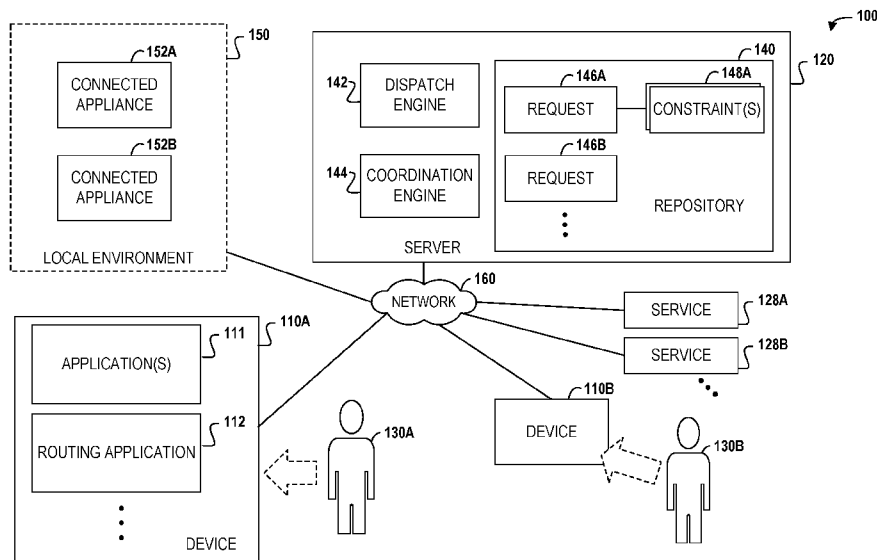 100
150
152A
CONNECTED
APPLIANCE
152B
CONNECTED
APPLIANCE
LOCAL ENVIRONMENT
120
142
DISPATCH
ENGINE
144
COORDINATION
ENGINE
140
146A
REQUEST
148A
CONSTRAINT(S)
146B
REQUEST
REPOSITORY
SERVER
160
NETWORK
SERVICE
128A
SERVICE
128B
110A
111
APPLICATION(S)
112
ROUTING APPLICATION
DEVICE
130A
110B
DEVICE
130B